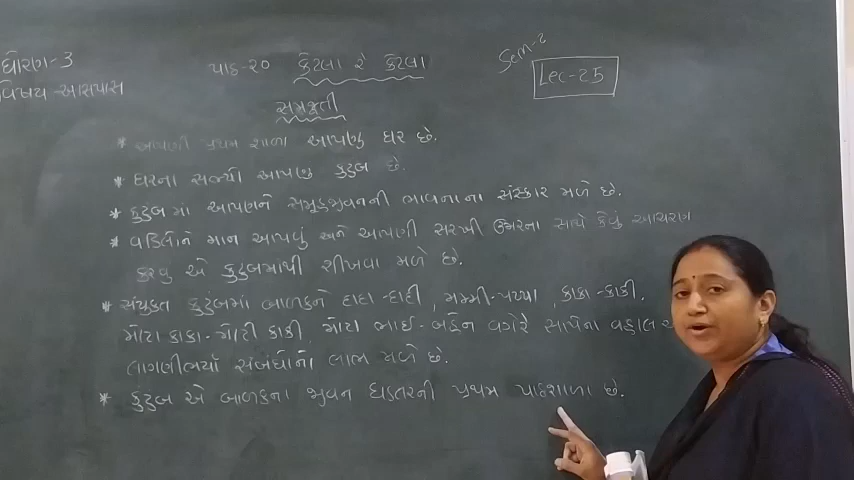 ધોરણ-૩ પાઠ-૨૦ કેટલા રે કેટલા Sem-2
Lec-25
વિષય-આસપાસ
સમજૂતી
* આપણી પ્રથમ શાળા આપણુ ઘર છે.
* ઘરના સભ્યો આપણુ કુટુંબ છે.
* કુટુંબમાં આપણને સમૂહજીવનની ભાવનાના સંસ્કાર મળે છે.
* વડિલોને માન આપવું અને આપણી સરખી ઉંમરના સાથે કેવું આચરણ
કરવું એ કુટુંબમાંથી શીખવા મળે છે.
* સંયુક્ત કુટુંબમાં બાળકને દાદા-દાદી, મમ્મી-પપ્પા, કાકા-કાકી,
મોટા કાકા-મોટી કાકી, મોટા ભાઈ-બહેન વગેરે સાથેના વહાલ
લાગણીભર્યા સંબંધોનો લાભ મળે છે.
* કુટુંબ એ બાળકના જીવન ઘડતરની પ્રથમ પાઠશાળા છે.